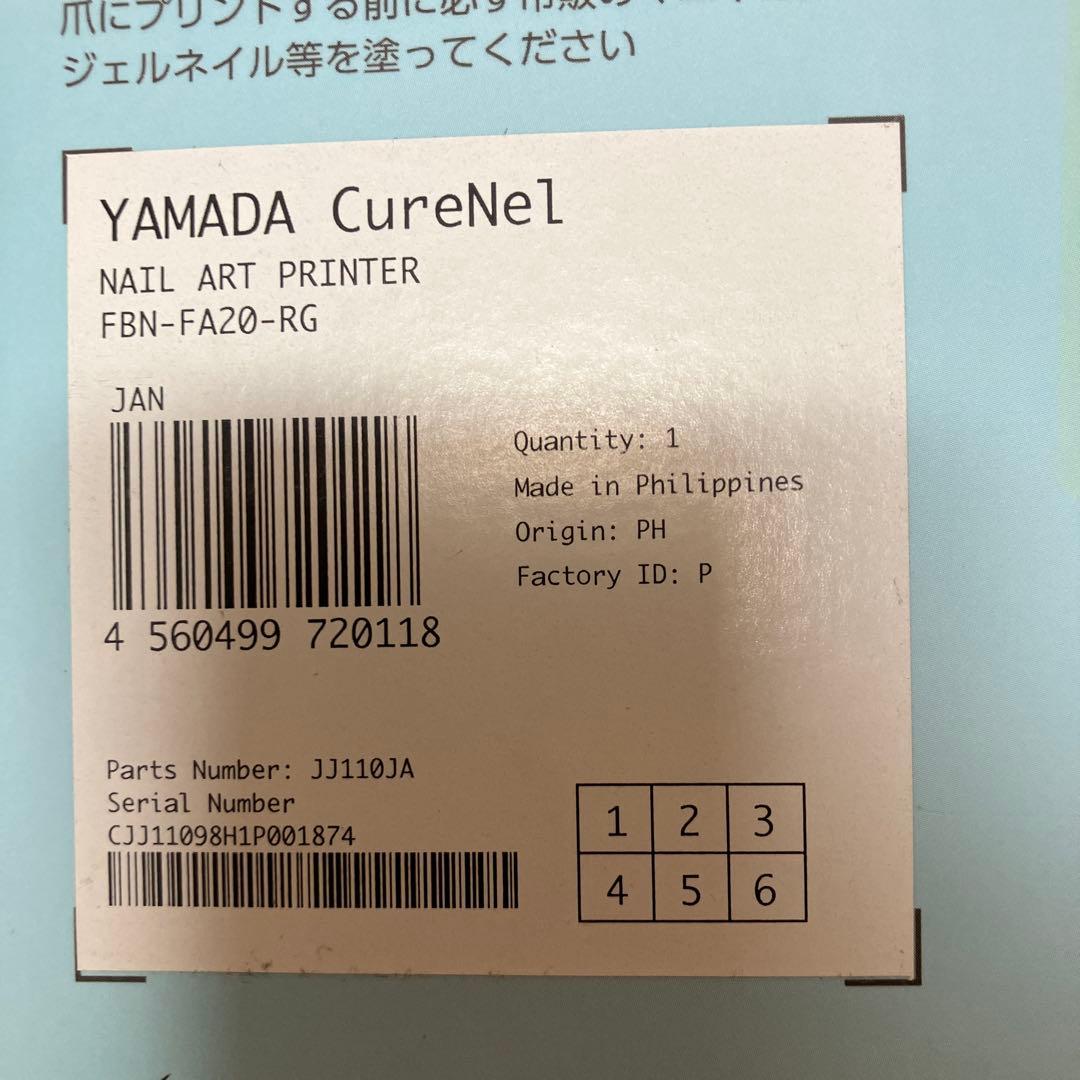 爪にプリントする前に必ず市販の
ジェルネイル等を塗ってください
YAMADA CureNel
NAIL ART PRINTER
FBN-FA20-RG
JAN
4 560499 720118
Quantity: 1
Made in Philippines
Origin: PH
Factory ID: P
Parts Number: JJ110JA
Serial Number
CJJ11098H1P001874
1 2 3
4 5 6